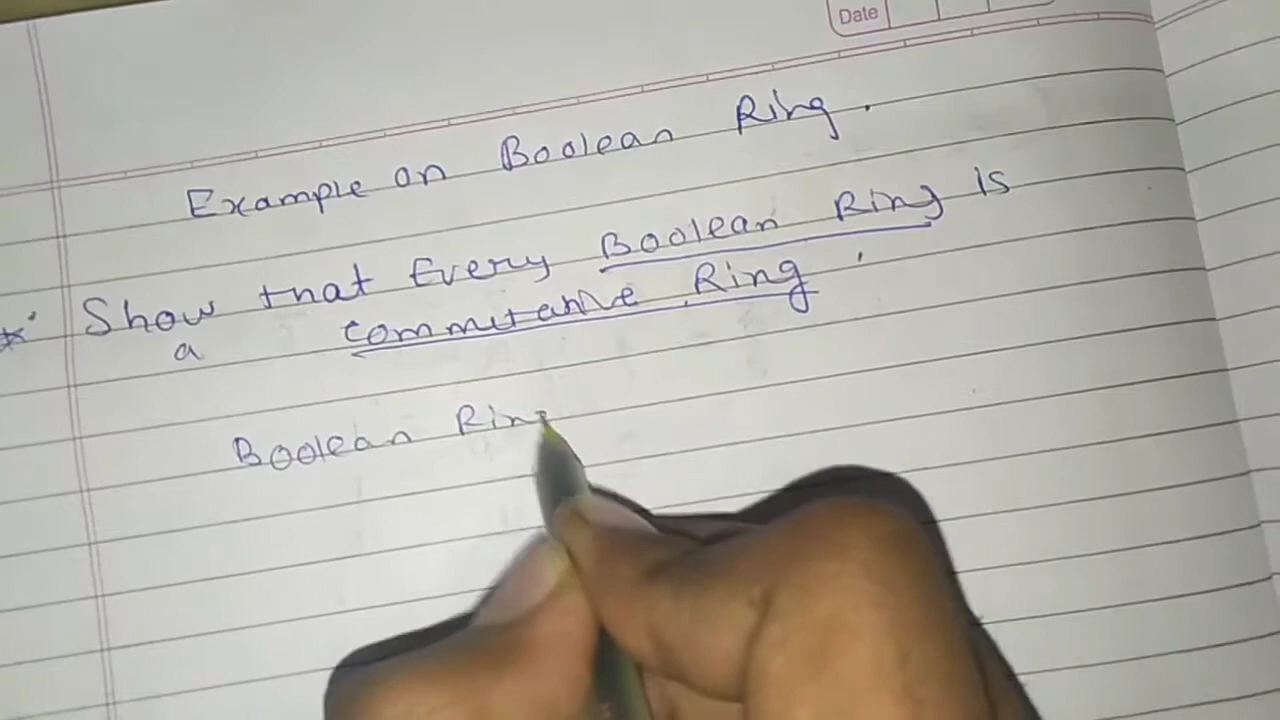 Date
Example on Boolean Ring.
* Show that Every Boolean Ring is
a commutative Ring.
Boolean Ring